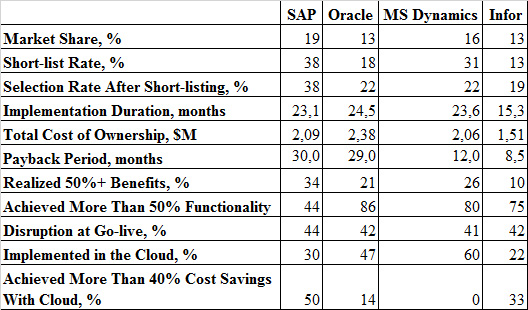 SAP Oracle MS Dynamics Infor
Market Share, % 19 13 16 13
Short-list Rate, % 38 18 31 13
Selection Rate After Short-listing, % 38 22 22 19
Implementation Duration, months 23,1 24,5 23,6 15,3
Total Cost of Ownership, $M 2,09 2,38 2,06 1,51
Payback Period, months 30,0 29,0 12,0 8,5
Realized 50%+ Benefits, % 34 21 26 10
Achieved More Than 50% Functionality 44 86 80 75
Disruption at Go-live, % 44 42 41 42
Implemented in the Cloud, % 30 47 60 22
Achieved More Than 40% Cost Savings
With Cloud, % 50 14 0 33